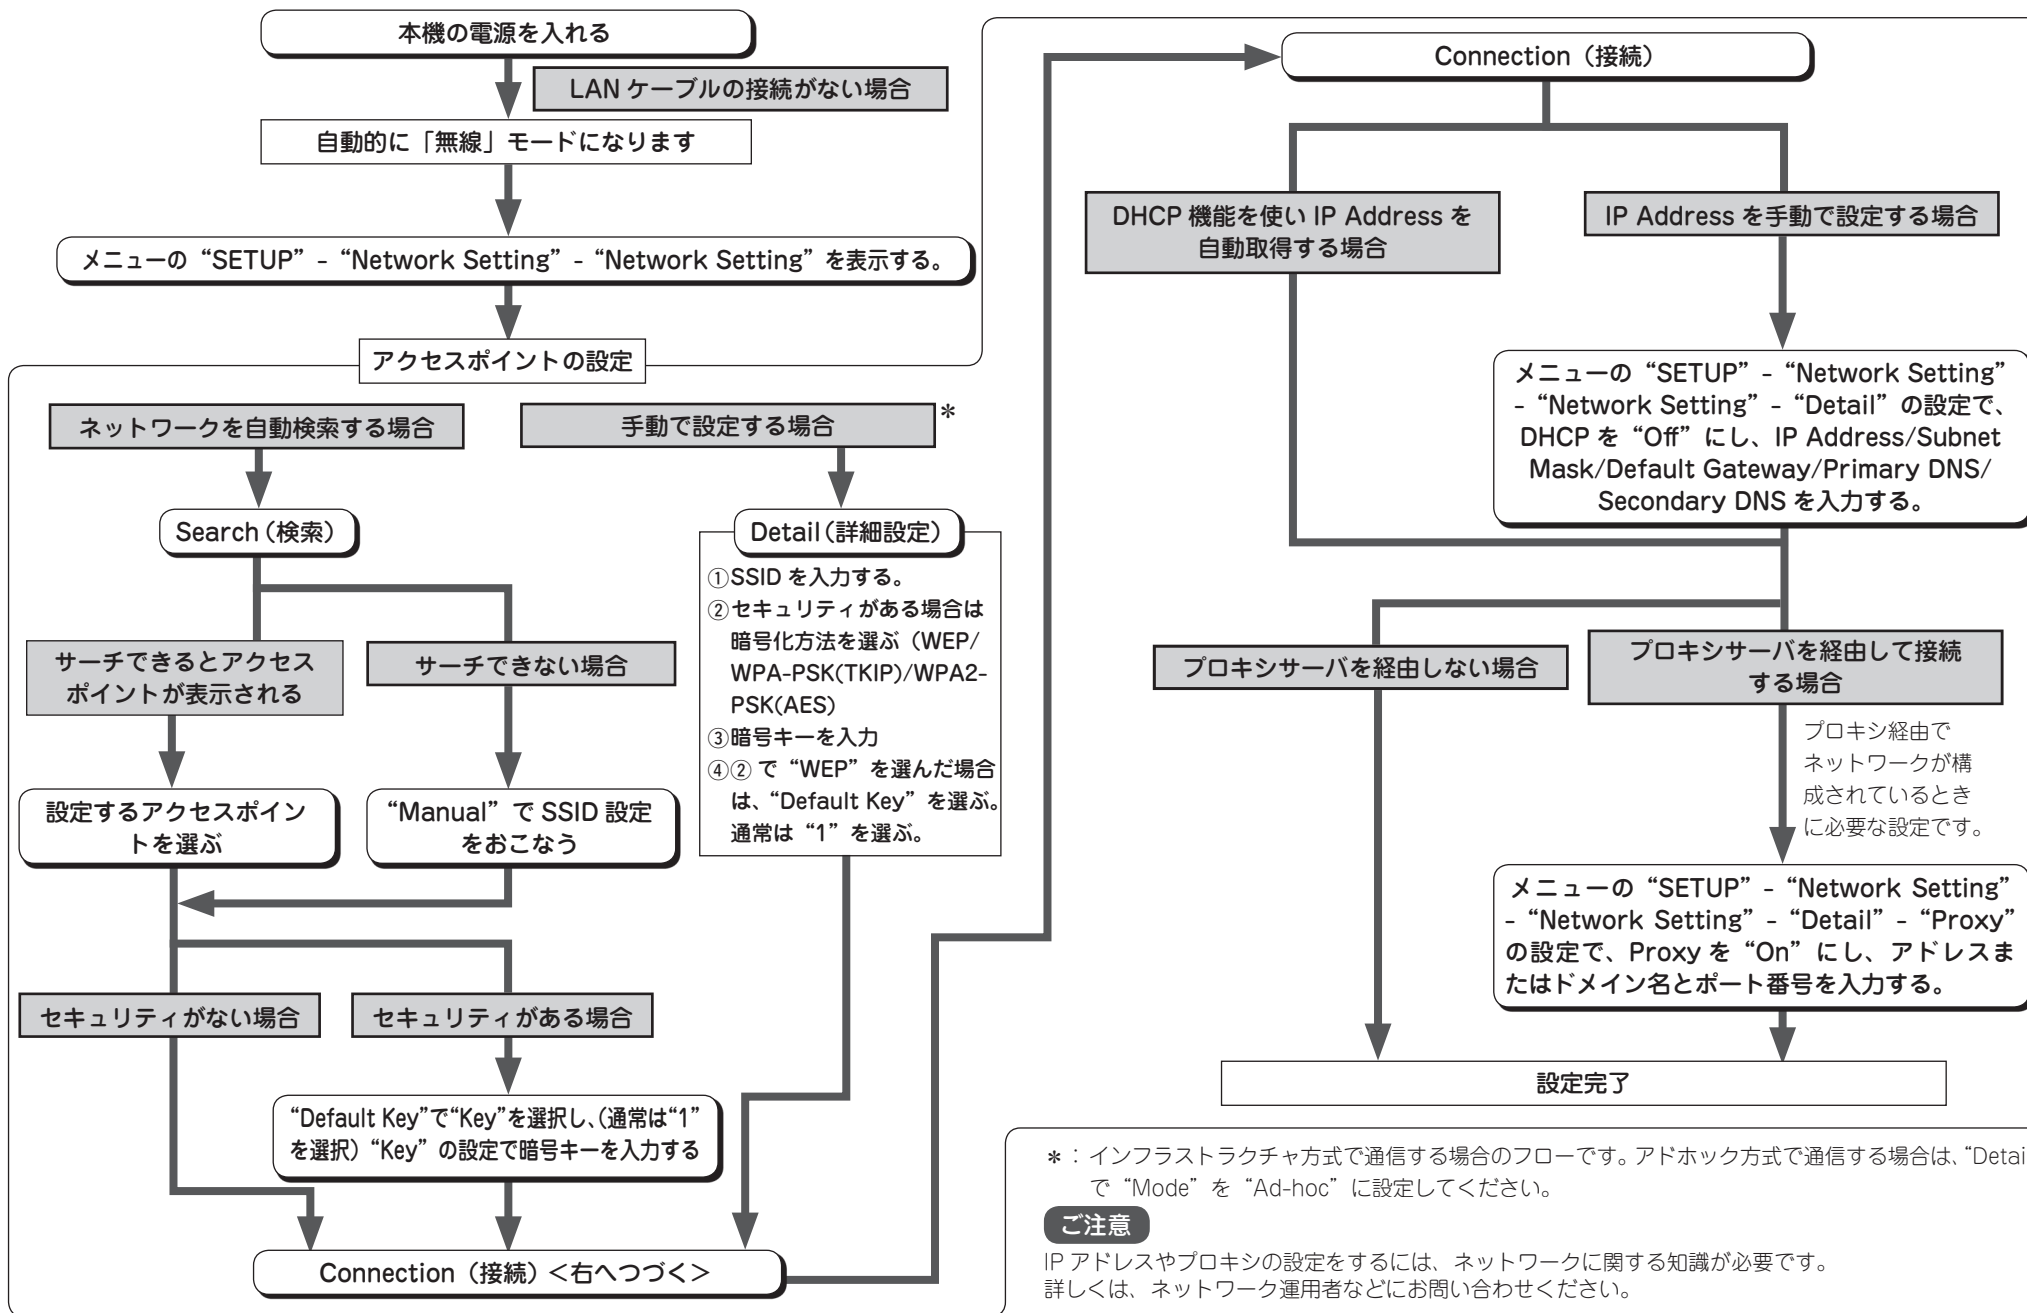 本機の電源を入れる
LAN ケーブルの接続がない場合
自動的に「無線」モードになります
メニューの“SETUP” - “Network Setting” - “Network Setting” を表示する。
アクセスポイントの設定
ネットワークを自動検索する場合
手動で設定する場合
*
Search（検索）
サーチできるとアクセス
ポイントが表示される
サーチできない場合
設定するアクセスポイン
トを選ぶ
“Manual” で SSID 設定
をおこなう
Detail（詳細設定）
①SSID を入力する。
②セキュリティがある場合は
暗号化方法を選ぶ（WEP/
WPA-PSK(TKIP)/WPA2-
PSK(AES)
③暗号キーを入力
④② で “WEP” を選んだ場合
は、“Default Key” を選ぶ。
通常は “1” を選ぶ。
セキュリティがない場合
セキュリティがある場合
“Default Key”で“Key”を選択し、（通常は“1”
を選択）“Key” の設定で暗号キーを入力する
Connection（接続）＜右へつづく＞
Connection（接続）
DHCP 機能を使い IP Address を
自動取得する場合
IP Address を手動で設定する場合
メニューの “SETUP” - “Network Setting”
- “Network Setting” - “Detail” の設定で、
DHCP を “Off” にし、IP Address/Subnet
Mask/Default Gateway/Primary DNS/
Secondary DNS を入力する。
プロキシサーバを経由しない場合
プロキシサーバを経由して接続
する場合
プロキシ経由で
ネットワークが構
成されているとき
に必要な設定です。
メニューの “SETUP” - “Network Setting”
- “Network Setting” - “Detail” - “Proxy”
の設定で、Proxy を “On” にし、アドレスま
たはドメイン名とポート番号を入力する。
設定完了
*：インフラストラクチャ方式で通信する場合のフローです。アドホック方式で通信する場合は、“Detai
で “Mode” を “Ad-hoc” に設定してください。
ご注意
IP アドレスやプロキシの設定をするには、ネットワークに関する知識が必要です。
詳しくは、ネットワーク運用者などにお問い合わせください。